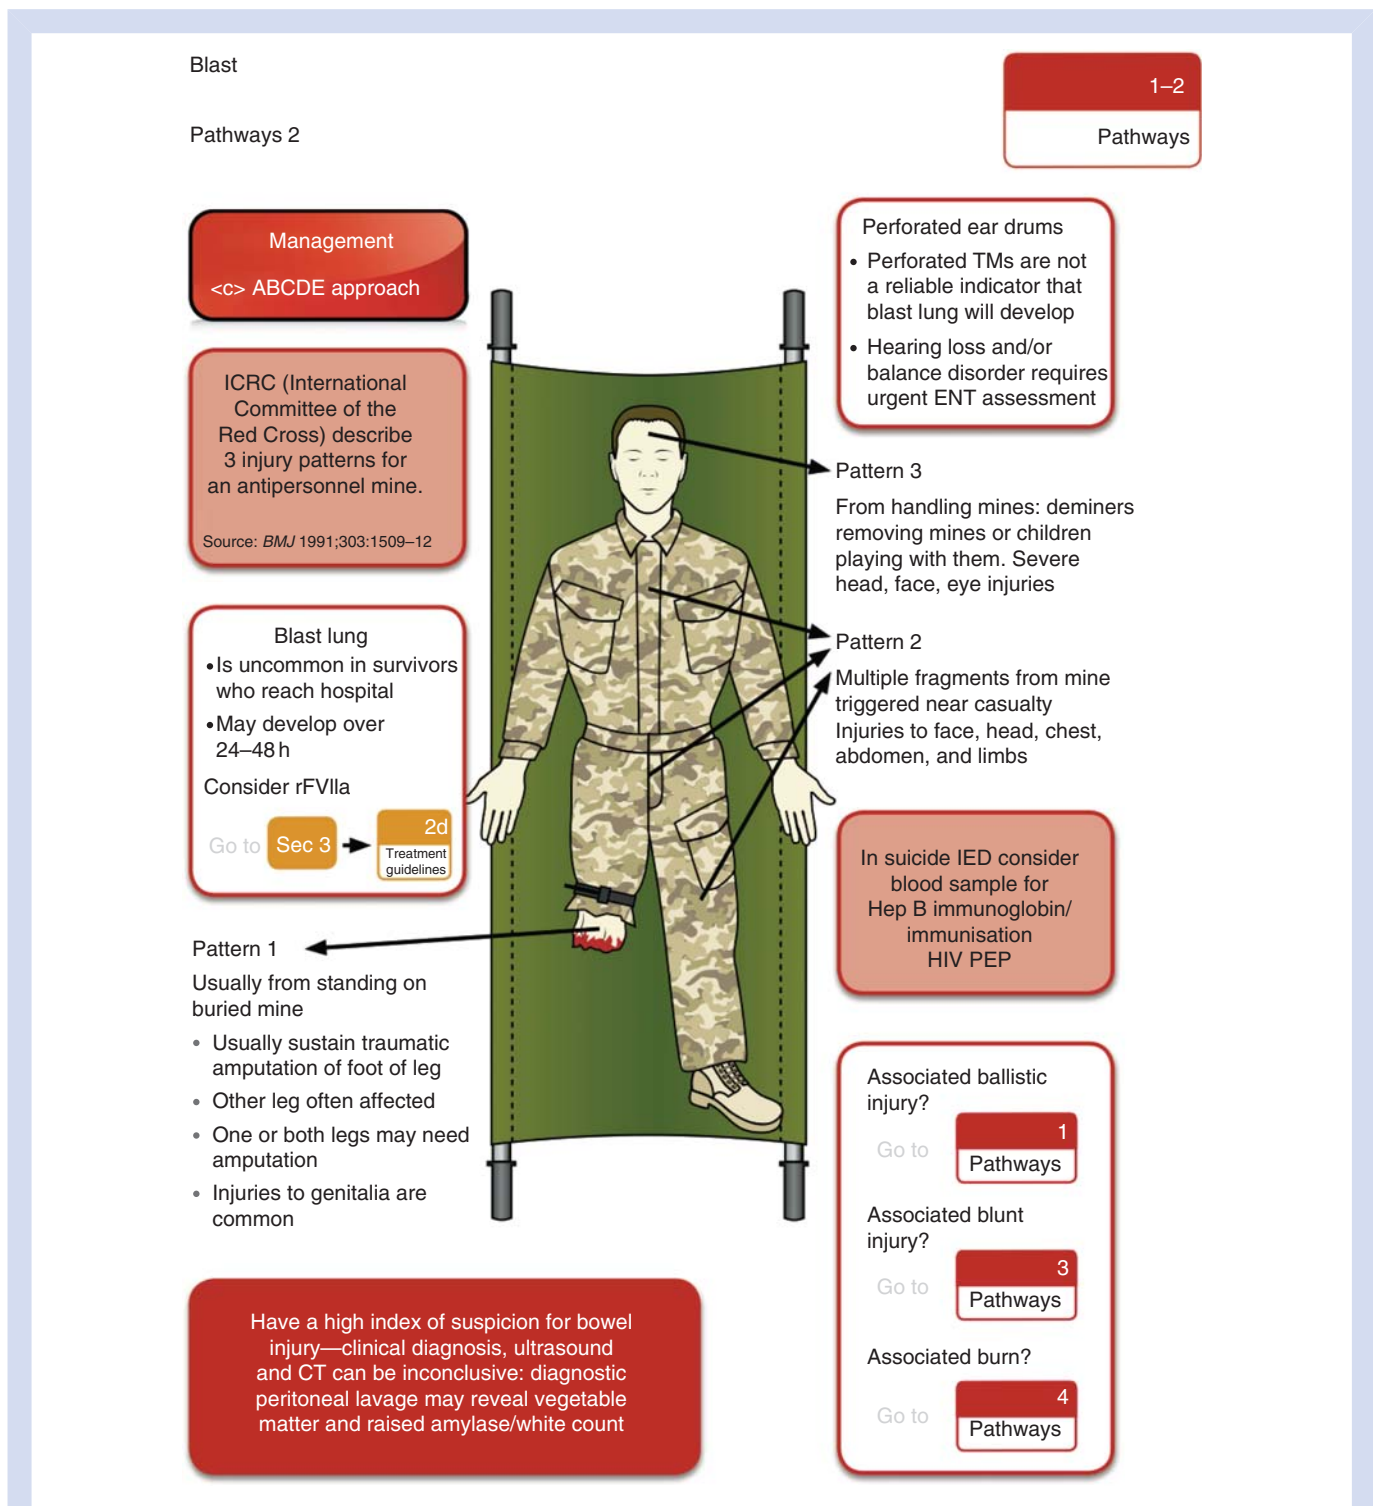 Blast
1–2
Pathways 2
Pathways
Management
<c> ABCDE approach
ICRC (International
Committee of the
Red Cross) describe
3 injury patterns for
an antipersonnel mine.
Source: BMJ 1991;303:1509–12
Blast lung
• Is uncommon in survivors
who reach hospital
• May develop over
24–48 h
Consider rFVIIa
Go to Sec 3
2d
Treatment
guidelines
Pattern 1
Usually from standing on
buried mine
• Usually sustain traumatic
amputation of foot of leg
• Other leg often affected
• One or both legs may need
amputation
• Injuries to genitalia are
common
Perforated ear drums
• Perforated TMs are not
a reliable indicator that
blast lung will develop
• Hearing loss and/or
balance disorder requires
urgent ENT assessment
Pattern 3
From handling mines: deminers
removing mines or children
playing with them. Severe
head, face, eye injuries
Pattern 2
Multiple fragments from mine
triggered near casualty
Injuries to face, head, chest,
abdomen, and limbs
In suicide IED consider
blood sample for
Hep B immunoglobin/
immunisation
HIV PEP
Associated ballistic
injury?
Go to
1
Pathways
Associated blunt
injury?
Go to
3
Pathways
Associated burn?
Go to
4
Pathways
Have a high index of suspicion for bowel
injury—clinical diagnosis, ultrasound
and CT can be inconclusive: diagnostic
peritoneal lavage may reveal vegetable
matter and raised amylase/white count